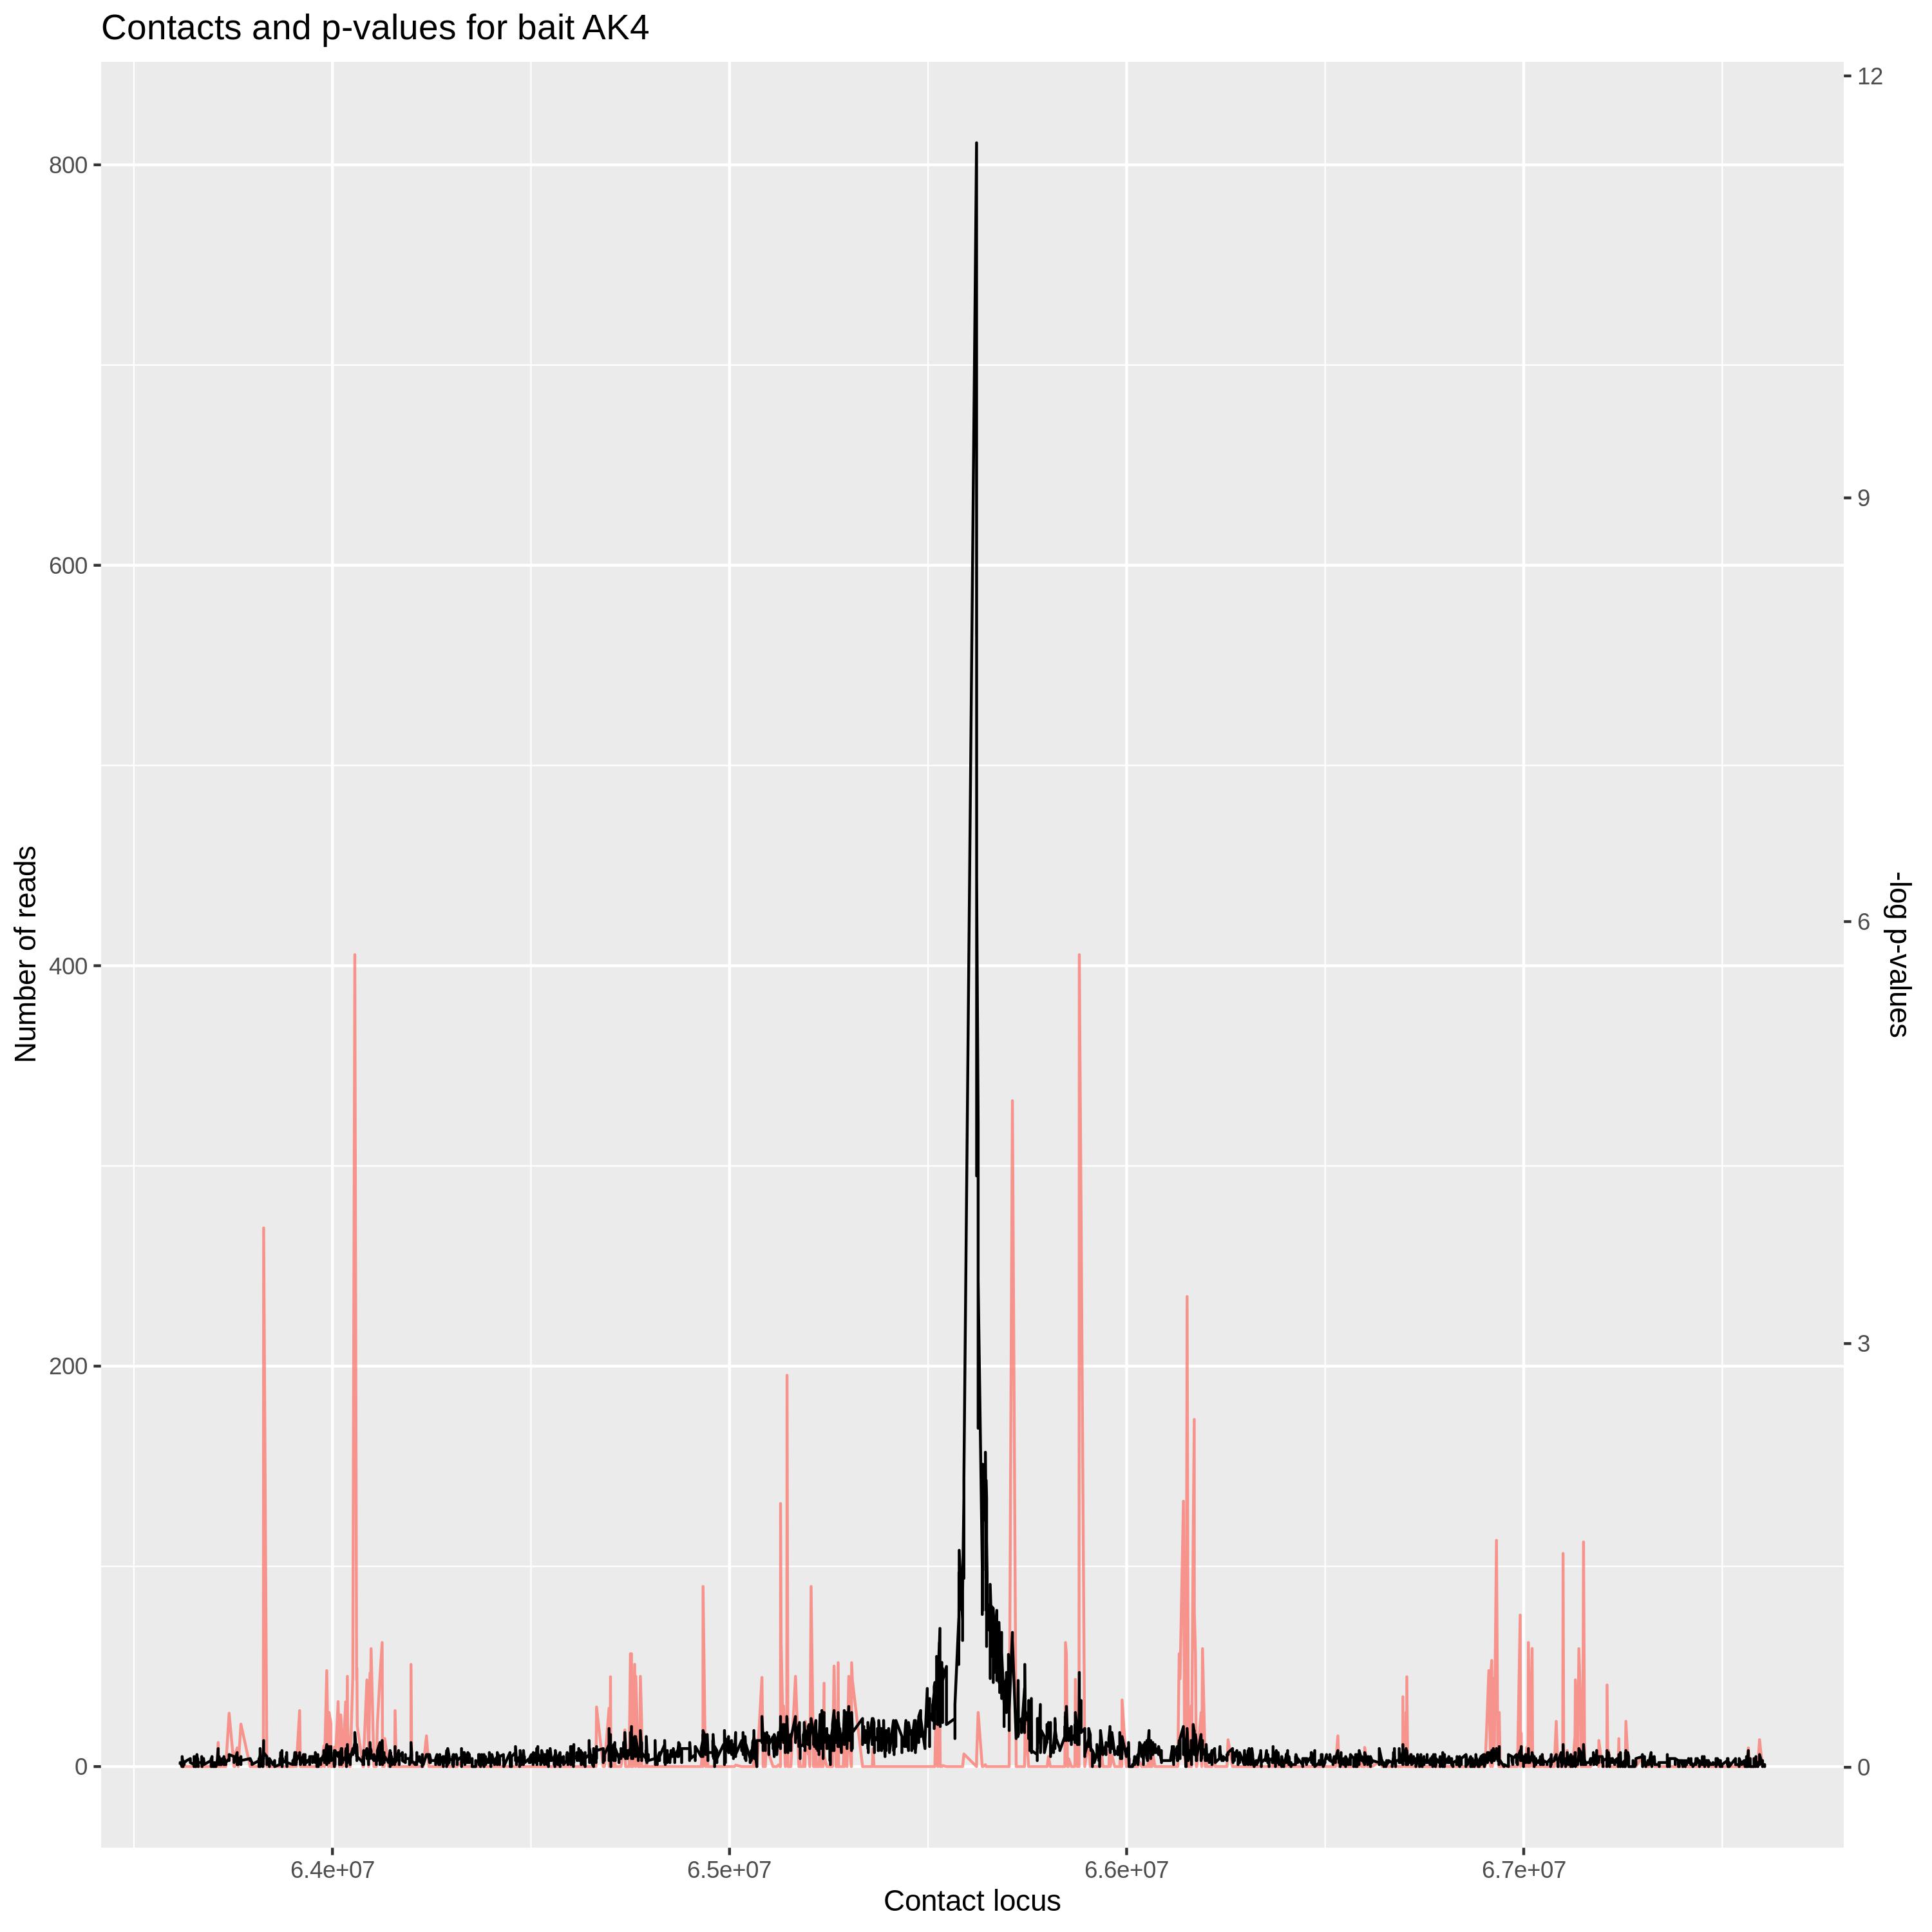 Contacts and p-values for bait AK4
12
800
9
600
6
400
3
200
0
0
Number of reads
-log p-values
6.4e+07
6.5e+07
6.6e+07
6.7e+07
Contact locus